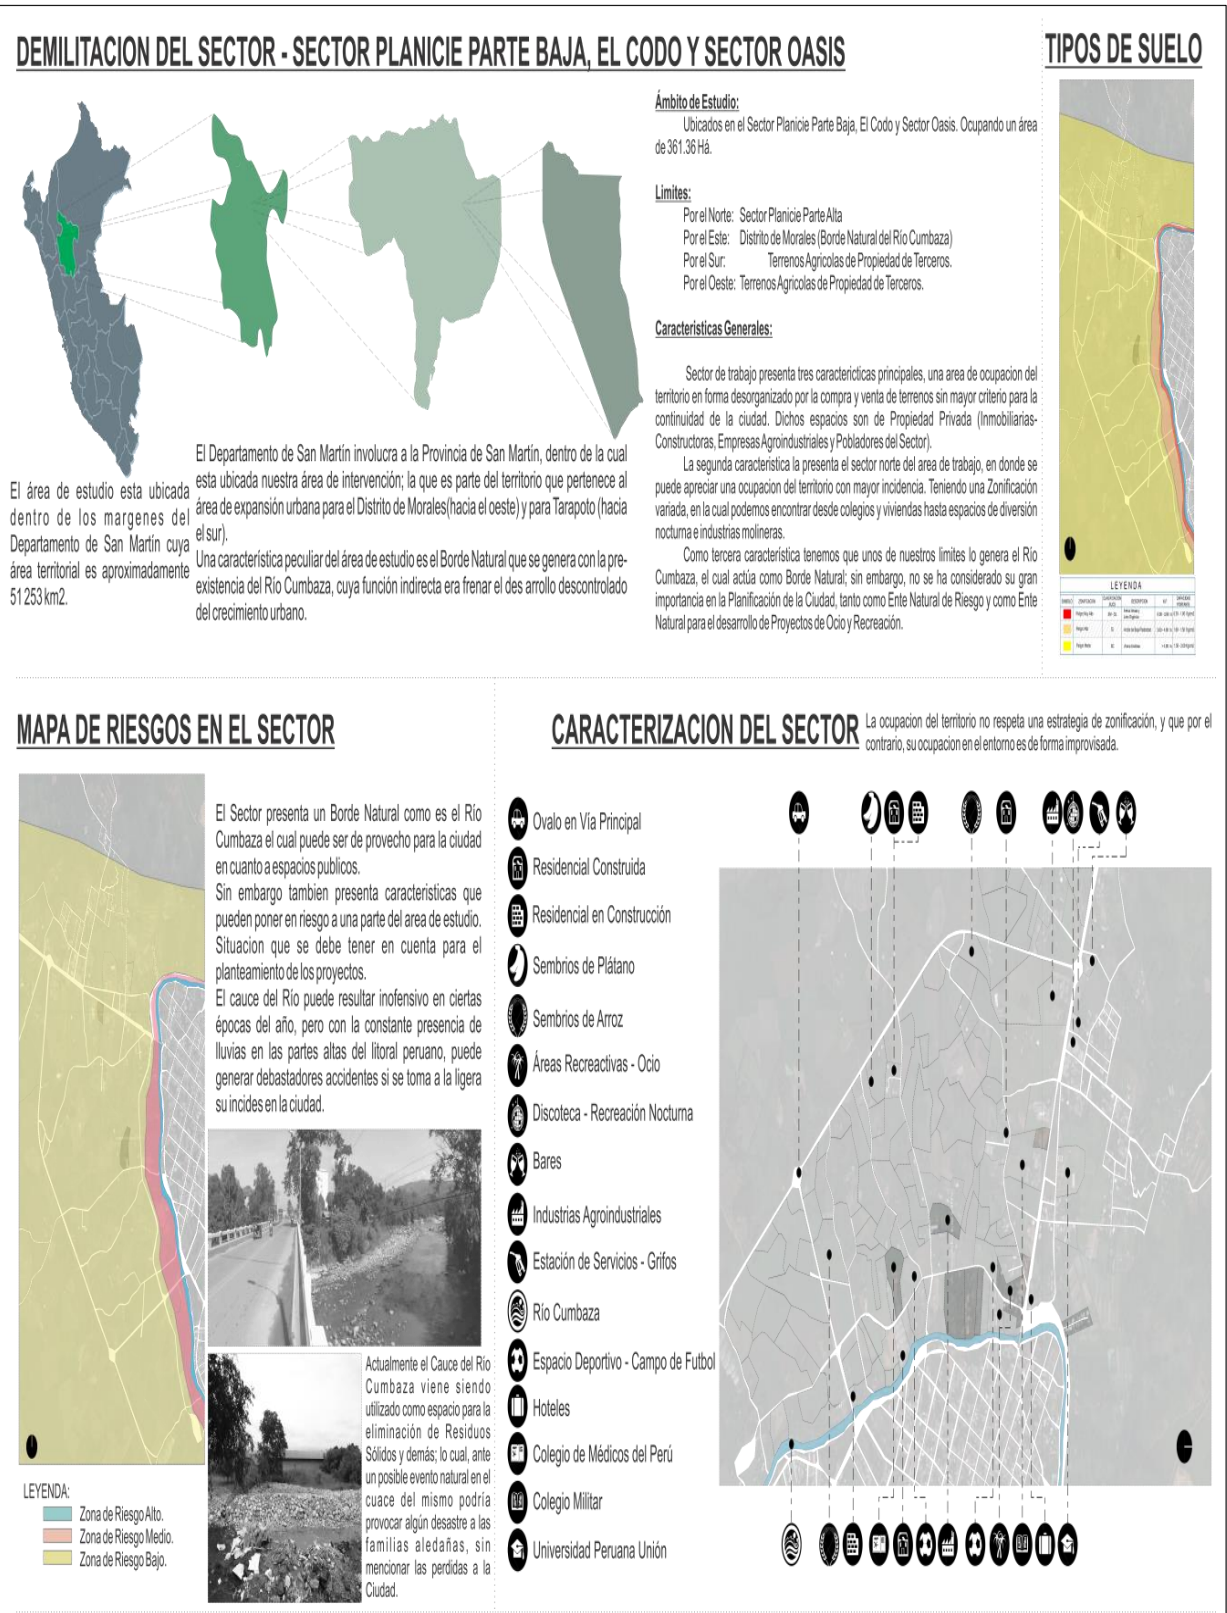 DEMILITACION DEL SECTOR - SECTOR PLANICIE PARTE BAJA, EL CODO Y SECTOR OASIS
El área de estudio esta ubicada
dentro de los margenes del
Departamento de San Martín cuya
área territorial es aproximadamente
51 253 km2.
El Departamento de San Martín involucra a la Provincia de San Martín, dentro de la cual
esta ubicada nuestra área de intervención; la que es parte del territorio que pertenece al
área de expansión urbana para el Distrito de Morales(hacia el oeste) y para Tarapoto (hacia
el sur).
Una característica peculiar del área de estudio es el Borde Natural que se genera con la pre-
existencia del Río Cumbaza, cuya función indirecta era frenar el des arrollo descontrolado
del crecimiento urbano.
Ámbito de Estudio:
Ubicados en el Sector Planicie Parte Baja, El Codo y Sector Oasis. Ocupando un área
de 361.36 Há.
Limites:
Por el Norte: Sector Planicie Parte Alta
Por el Este: Distrito de Morales (Borde Natural del Río Cumbaza)
Por el Sur: Terrenos Agricolas de Propiedad de Terceros.
Por el Oeste: Terrenos Agricolas de Propiedad de Terceros.
Caracteristicas Generales:
Sector de trabajo presenta tres caractericticas principales, una area de ocupacion del
territorio en forma desorganizado por la compra y venta de terrenos sin mayor criterio para la
continuidad de la ciudad. Dichos espacios son de Propiedad Privada (Inmobiliarias-
Constructoras, Empresas Agroindustriales y Pobladores del Sector).
La segunda caracteristica la presenta el sector norte del area de trabajo, en donde se
puede apreciar una ocupacion del territorio con mayor incidencia. Teniendo una Zonificación
variada, en la cual podemos encontrar desde colegios y viviendas hasta espacios de diversión
nocturna e industrias molineras.
Como tercera característica tenemos que unos de nuestros limites lo genera el Río
Cumbaza, el cual actúa como Borde Natural; sin embargo, no se ha considerado su gran
importancia en la Planificación de la Ciudad, tanto como Ente Natural de Riesgo y como Ente
Natural para el desarrollo de Proyectos de Ocio y Recreación.
TIPOS DE SUELO
LEYENDA
MAPA DE RIESGOS EN EL SECTOR
El Sector presenta un Borde Natural como es el Río
Cumbaza el cual puede ser de provecho para la ciudad
en cuanto a espacios publicos.
Sin embargo tambien presenta caracteristicas que
pueden poner en riesgo a una parte del area de estudio.
Situacion que se debe tener en cuenta para el
planteamiento de los proyectos.
El cauce del Río puede resultar inofensivo en ciertas
épocas del año, pero con la constante presencia de
lluvias en las partes altas del litoral peruano, puede
generar debastadores accidentes si se toma a la ligera
su incides en la ciudad.
Actualmente el Cauce del Río
Cumbaza viene siendo
utilizado como espacio para la
eliminación de Residuos
Sólidos y demás; lo cual, ante
un posible evento natural en el
cuace del mismo podría
provocar algún desastre a las
familias aledañas, sin
mencionar las perdidas a la
Ciudad.
LEYENDA:
Zona de Riesgo Alto.
Zona de Riesgo Medio.
Zona de Riesgo Bajo.
CARACTERIZACION DEL SECTOR
La ocupacion del territorio no respeta una estrategia de zonificación, y que por el
contrario, su ocupacion en el entorno es de forma improvisada.
Ovalo en Vía Principal
Residencial Construida
Residencial en Construcción
Sembrios de Plátano
Sembrios de Arroz
Áreas Recreactivas - Ocio
Discoteca - Recreación Nocturna
Bares
Industrias Agroindustriales
Estación de Servicios - Grifos
Río Cumbaza
Espacio Deportivo - Campo de Futbol
Hoteles
Colegio de Médicos del Perú
Colegio Militar
Universidad Peruana Unión